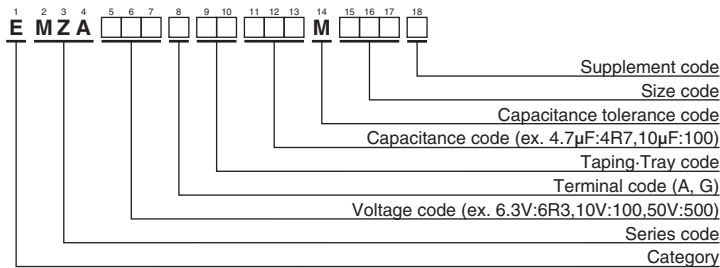 1 2 3 4 5 6 7 8 9 10 11 12 13 14 15 16 17 18
E MZA M
Supplement code
Size code
Capacitance tolerance code
Capacitance code (ex. 4.7μF:4R7,10μF:100)
Taping·Tray code
Terminal code (A, G)
Voltage code (ex. 6.3V:6R3,10V:100,50V:500)
Series code
Category